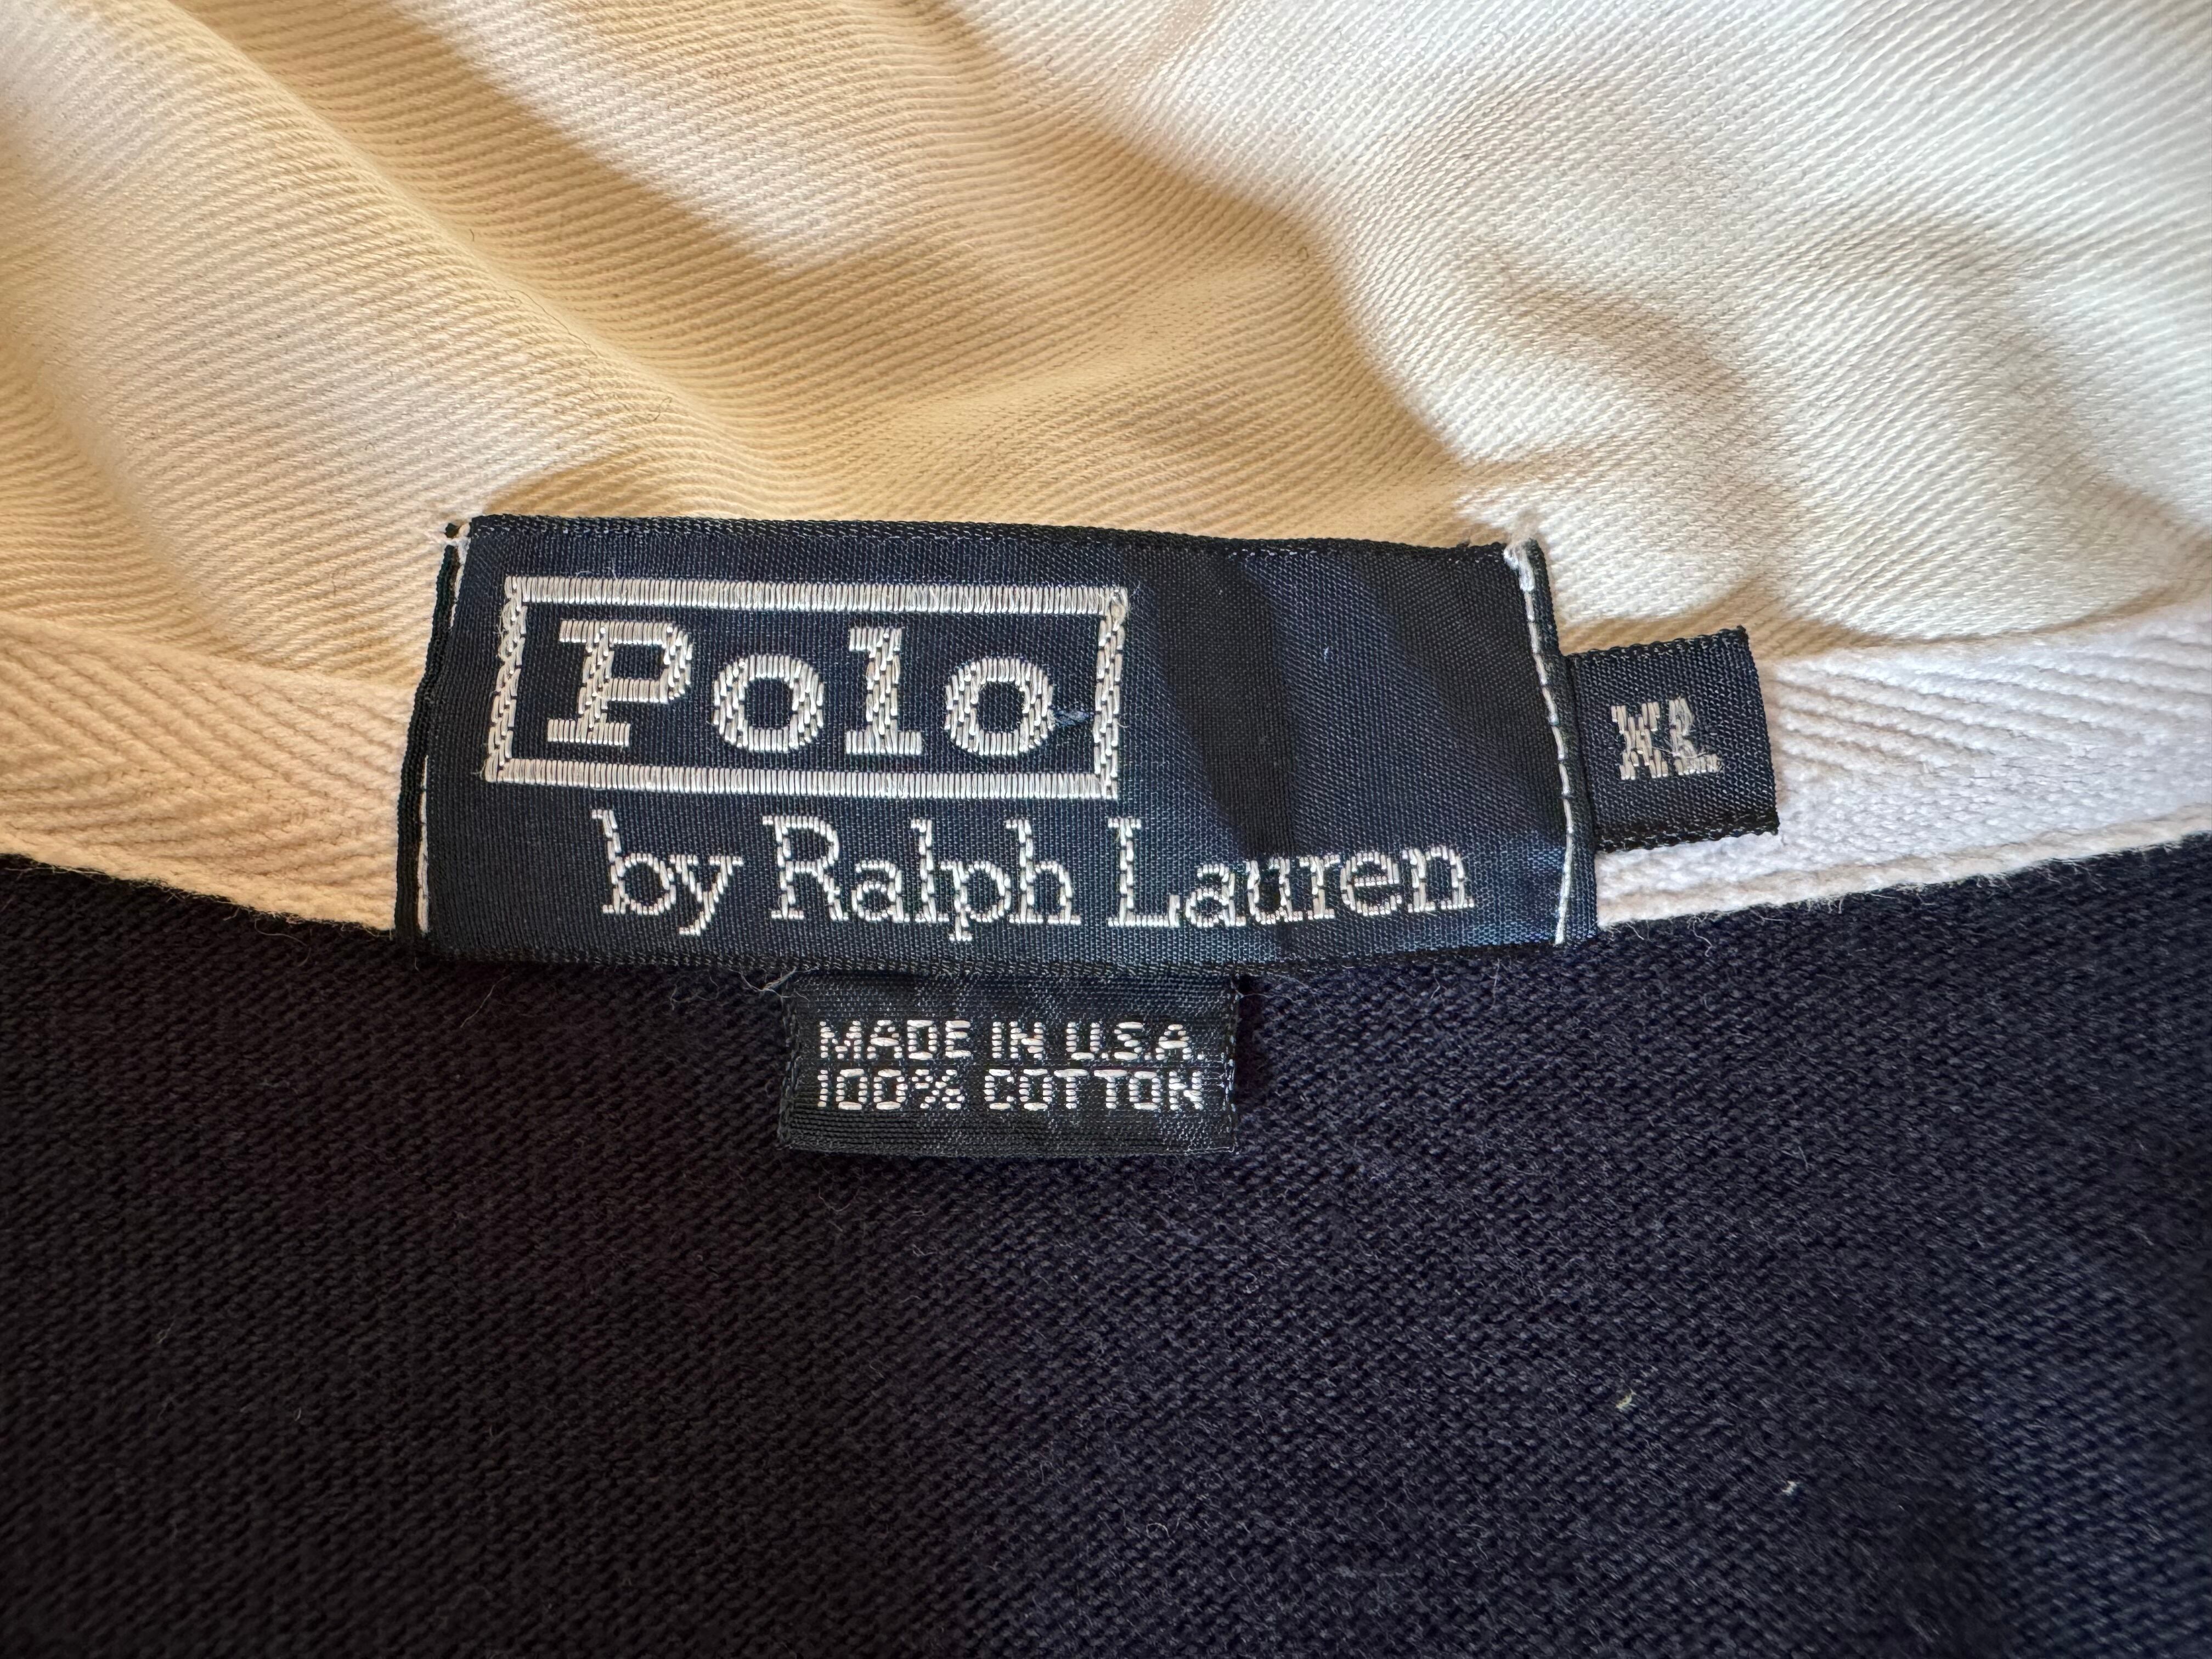 Polo
by Ralph Lauren
XL
MADE IN U.S.A.
100% COTTON